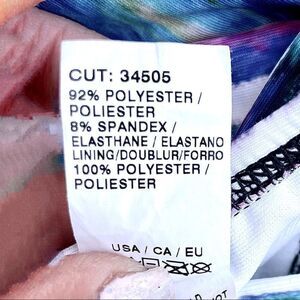 CUT: 34505
92% POLYESTER /
POLIESTER
8% SPANDEX /
ELASTHANE / ELASTANO
LINING/DOUBLUR/FORRO
100% POLYESTER /
POLIESTER
USA / CA / EU